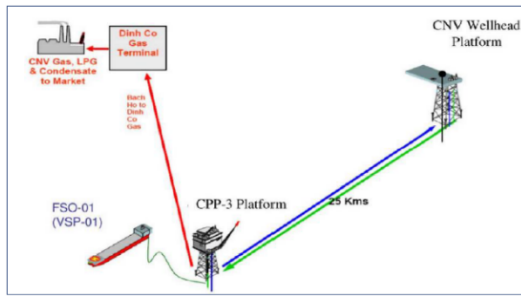 CNV Wellhead
Platform
Dinh Co
Gas
Terminal
CNV Gas, LPG
& Condensate
to Market
Bach
Ho to
Dinh
Co
Gas
25 Kms
FSO-01
(VSP-01)
CPP-3 Platform